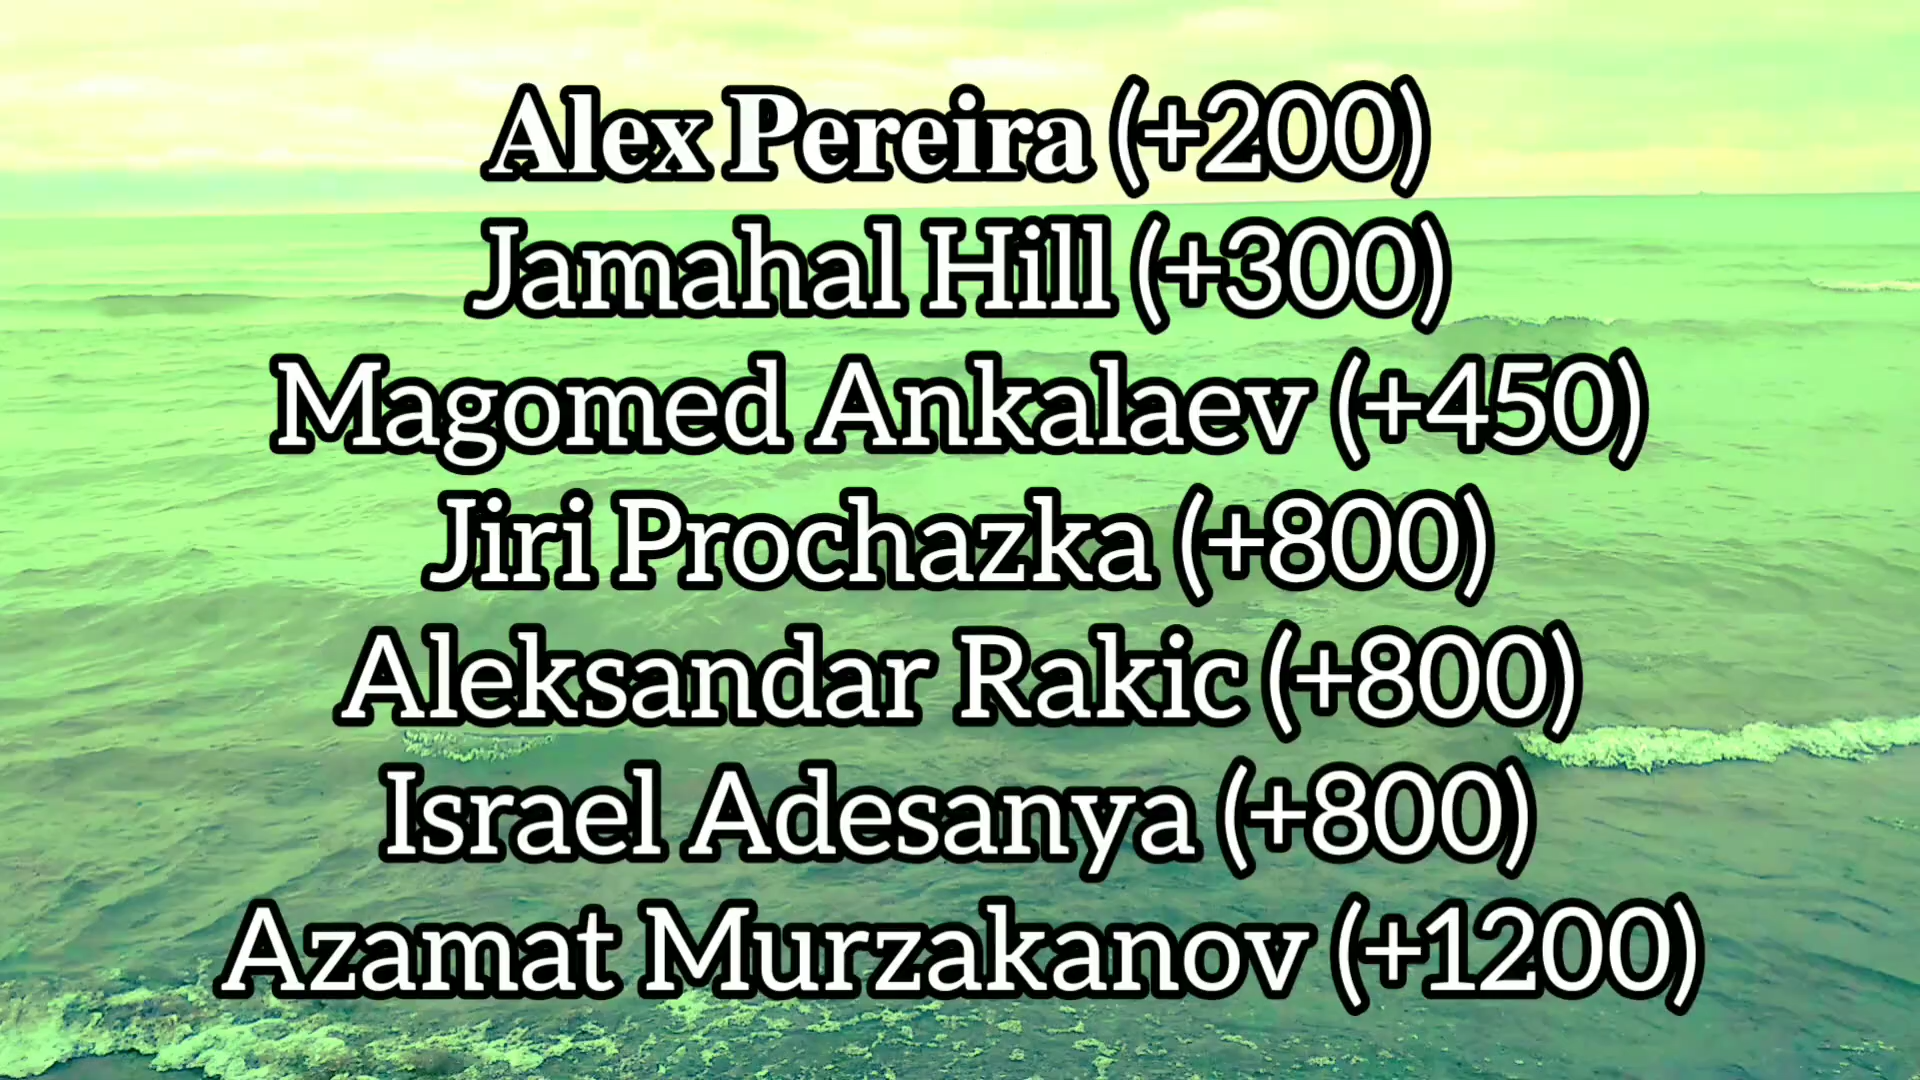 Alex Pereira (+200)
Jamahal Hill (+300)
Magomed Ankalaev (+450)
Jiri Prochazka (+800)
Aleksandar Rakic (+800)
Israel Adesanya (+800)
Azamat Murzakanov (+1200)